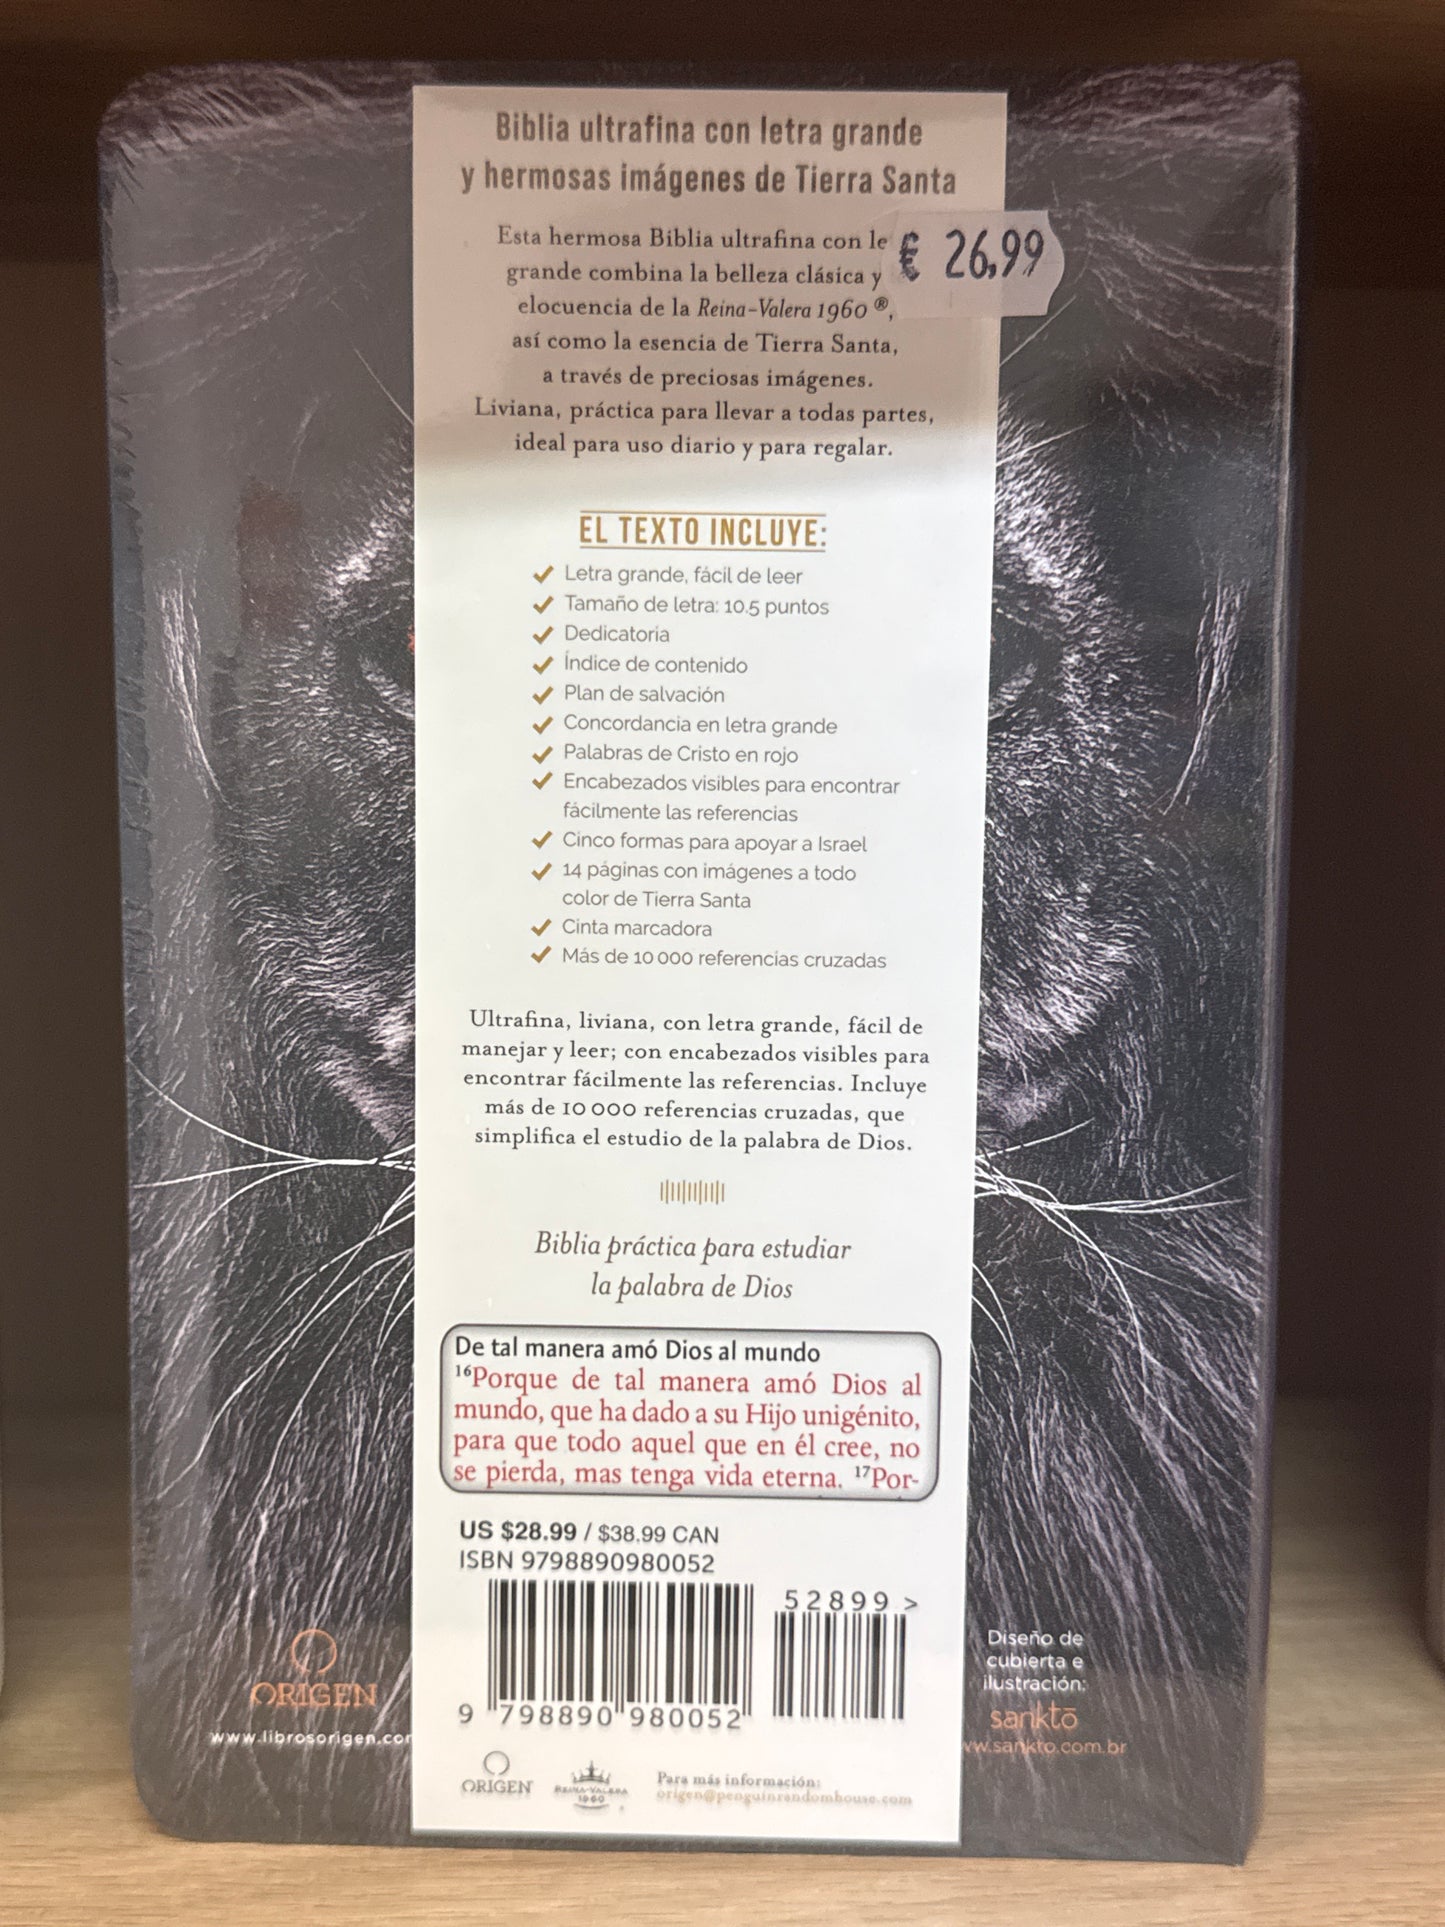 Biblia ultrafina con letra grande
y hermosas imágenes de Tierra Santa
Esta hermosa Biblia ultrafina con le
€ 26,99
grande combina la belleza clásica y
elocuencia de la Reina-Valera 1960®,
así como la esencia de Tierra Santa,
a través de preciosas imágenes.
Liviana, práctica para llevar a todas partes,
ideal para uso diario y para regalar.
EL TEXTO INCLUYE:
Letra grande, fácil de leer
Tamaño de letra: 10.5 puntos
Dedicatoria
Índice de contenido
Plan de salvación
Concordancia en letra grande
Palabras de Cristo en rojo
Encabezados visibles para encontrar
fácilmente las referencias
Cinco formas para apoyar a Israel
14 páginas con imágenes a todo
color de Tierra Santa
Cinta marcadora
Más de 10 000 referencias cruzadas
Ultrafina, liviana, con letra grande, fácil de
manejar y leer; con encabezados visibles para
encontrar fácilmente las referencias. Incluye
más de 10 000 referencias cruzadas, que
simplifica el estudio de la palabra de Dios.
Biblia práctica para estudiar
la palabra de Dios
De tal manera amó Dios al mundo
16Porque de tal manera amó Dios al
mundo, que ha dado a su Hijo unigénito,
para que todo aquel que en él cree, no
se pierda, mas tenga vida eterna. 17Por-
US $28.99 / $38.99 CAN
ISBN 9798890980052
52899 >
9 798890 980052
ORIGEN
www.librosorigen.cor
Diseño de
cubierta e
ilustración:
sanktō
w.sankto.com.br
ORIGEN
REINA-VALERA
1960
Para más información:
origen@penguinrandomhouse.com